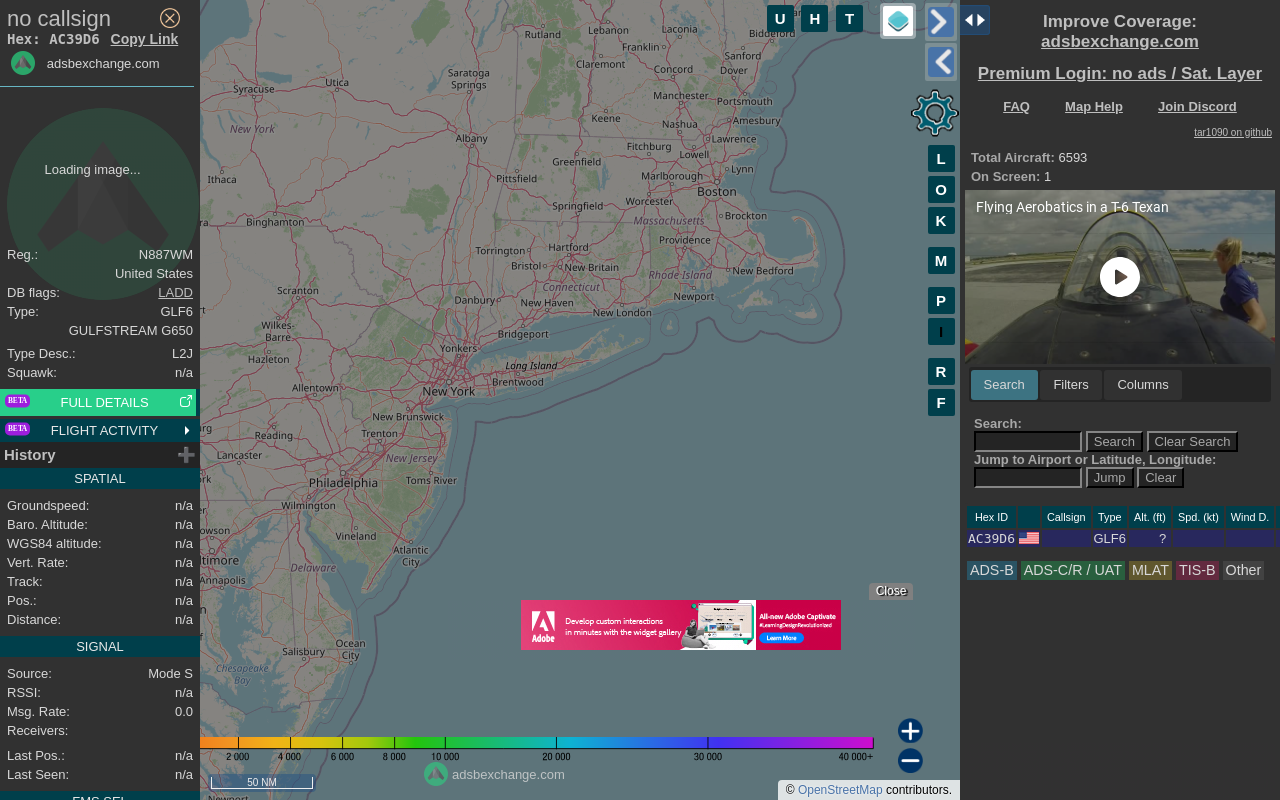 no callsign
Hex: AC39D6 Copy Link
adsbexchange.com
Loading image...
Reg.: N887WM
United States
DB flags: LADD
Type: GLF6
GULFSTREAM G650
Type Desc.: L2J
Squawk: n/a
BETA FULL DETAILS
BETA FLIGHT ACTIVITY
History
SPATIAL
Groundspeed: n/a
Baro. Altitude: n/a
WGS84 altitude: n/a
Vert. Rate: n/a
Track: n/a
Pos.: n/a
Distance: n/a
SIGNAL
Source: Mode S
RSSI: n/a
Msg. Rate: 0.0
Receivers:
Last Pos.: n/a
Last Seen: n/a
U H T
L
O
K
M
P
I
R
F
Rutland
Lebanon
Laconia
Franklin
Claremont
Sanford
Concord
Dover
Saratoga
Springs
Utica
Syracuse
Manchester
Portsmouth
Keene
Nashua
Amesbury
New York
Albany
Lawrence
Fitchburg
Lowell
Greenfield
Lynn
Ithaca
Pittsfield
Marlborough
Boston
Worcester
Springfield
Massachusetts
Brockton
Binghamton
Providence
Torrington
Hartford
Bristol
New Britain
Rhode Island
New Bedford
Connecticut
Scranton
Danbury
New Haven
Newport
New London
Wilkes-
Barre
Bridgeport
Yonkers
Hazleton
Long Island
Brentwood
Allentown
New York
New Brunswick
Reading
Trenton
Lancaster
New Jersey
Philadelphia
Toms River
Wilmington
Vineland
Atlantic
City
Annapolis
Delaware
Ocean
City
Salisbury
Chesapeake
Bay
Close
Adobe
Develop custom interactions
in minutes with the widget gallery
All-new Adobe Captivate
#LearningDesignRevolutionized
Learn More
2 000 4 000 6 000 8 000 10 000 20 000 30 000 40 000+
adsbexchange.com
50 NM
© OpenStreetMap contributors.
Improve Coverage:
adsbexchange.com
Premium Login: no ads / Sat. Layer
FAQ Map Help Join Discord
tar1090 on github
Total Aircraft: 6593
On Screen: 1
Flying Aerobatics in a T-6 Texan
Search Filters Columns
Search:
Search Clear Search
Jump to Airport or Latitude, Longitude:
Jump Clear
Hex ID Callsign Type Alt. (ft) Spd. (kt) Wind D.
AC39D6 GLF6 ?
ADS-B ADS-C/R / UAT MLAT TIS-B Other